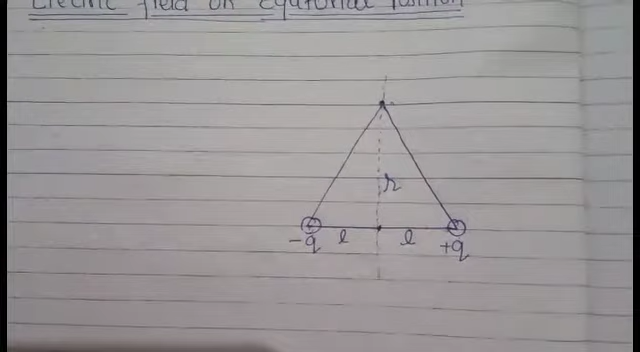 Electric field on Equatorial Position
r
-q l l +q